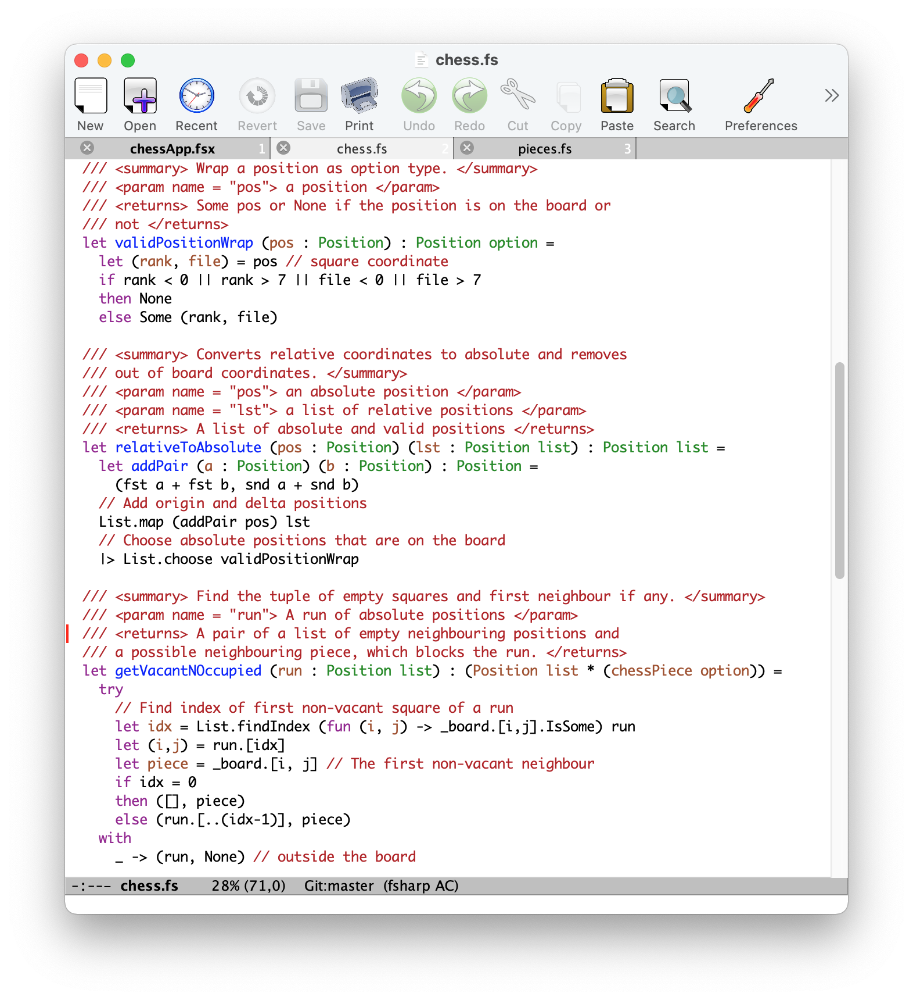 chess.fs
New Open Recent Revert Save Print Undo Redo Cut Copy Paste Search Preferences
chessApp.fsx 1 chess.fs 2 pieces.fs 3
/// <summary> Wrap a position as option type. </summary>
/// <param name = "pos"> a position </param>
/// <returns> Some pos or None if the position is on the board or
/// not </returns>
let validPositionWrap (pos : Position) : Position option =
  let (rank, file) = pos // square coordinate
  if rank < 0 || rank > 7 || file < 0 || file > 7
  then None
  else Some (rank, file)

/// <summary> Converts relative coordinates to absolute and removes
/// out of board coordinates. </summary>
/// <param name = "pos"> an absolute position </param>
/// <param name = "lst"> a list of relative positions </param>
/// <returns> A list of absolute and valid positions </returns>
let relativeToAbsolute (pos : Position) (lst : Position list) : Position list =
  let addPair (a : Position) (b : Position) : Position =
    (fst a + fst b, snd a + snd b)
  // Add origin and delta positions
  List.map (addPair pos) lst
  // Choose absolute positions that are on the board
  |> List.choose validPositionWrap

/// <summary> Find the tuple of empty squares and first neighbour if any. </summary>
/// <param name = "run"> A run of absolute positions </param>
/// <returns> A pair of a list of empty neighbouring positions and
/// a possible neighbouring piece, which blocks the run. </returns>
let getVacantNOccupied (run : Position list) : (Position list * (chessPiece option)) =
  try
    // Find index of first non-vacant square of a run
    let idx = List.findIndex (fun (i, j) -> _board.[i,j].IsSome) run
    let (i,j) = run.[idx]
    let piece = _board.[i, j] // The first non-vacant neighbour
    if idx = 0
    then ([], piece)
    else (run.[..(idx-1)], piece)
  with
    _ -> (run, None) // outside the board
-:--- chess.fs 28% (71,0) Git:master (fsharp AC)